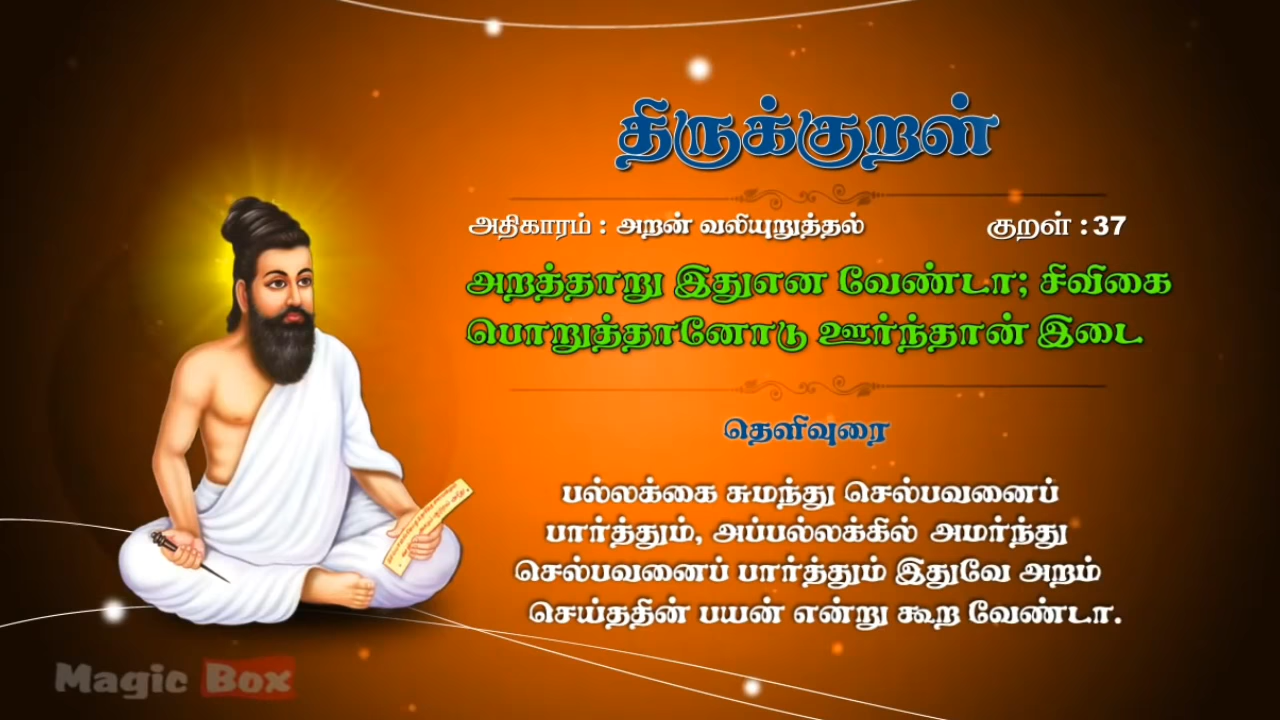 திருக்குறள்
அதிகாரம் : அறன் வலியுறுத்தல் குறள் : 37
அறத்தாறு இதுஎன வேண்டா; சிவிகை
பொறுத்தானோடு ஊர்ந்தான் இடை
தெளிவுரை
பல்லக்கை சுமந்து செல்பவனைப்
பார்த்தும், அப்பல்லக்கில் அமர்ந்து
செல்பவனைப் பார்த்தும் இதுவே அறம்
செய்ததின் பயன் என்று கூற வேண்டா.
Magic Box